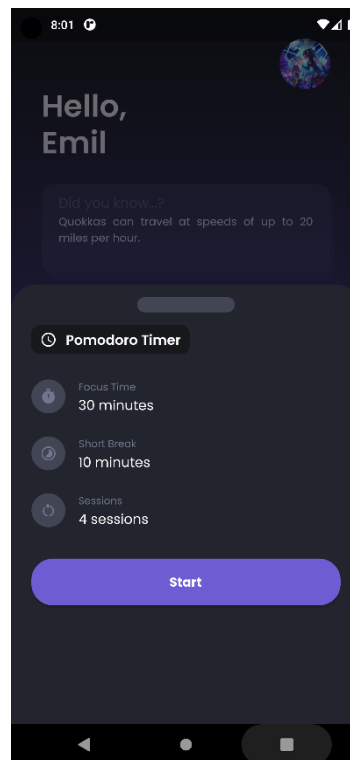 8:01
Hello,
Emil
Did you know...?
Quokkas can travel at speeds of up to 20
miles per hour.
Pomodoro Timer
Focus Time
30 minutes
Short Break
10 minutes
Sessions
4 sessions
Start